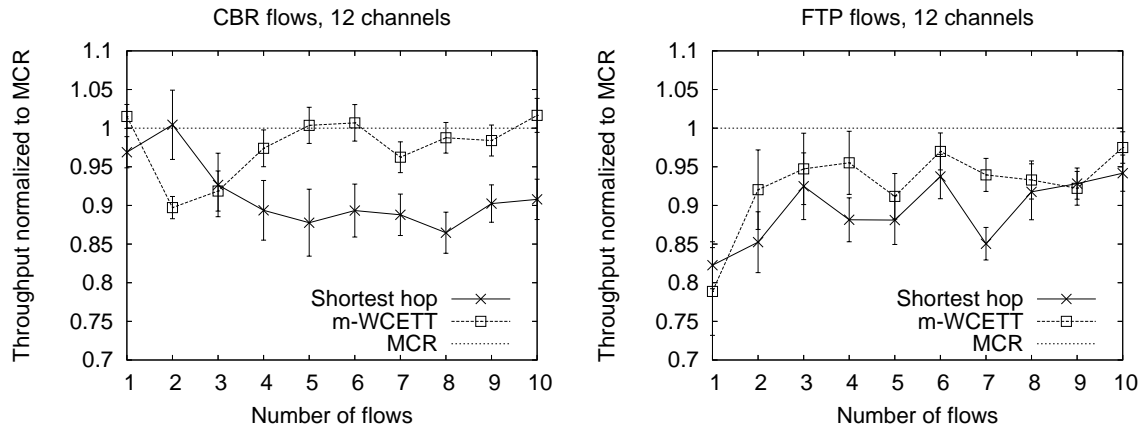 CBR flows, 12 channels
Throughput normalized to MCR
1.1
1.05
1
0.95
0.9
0.85
0.8
0.75
0.7
Shortest hop
m-WCETT
MCR
1 2 3 4 5 6 7 8 9 10
Number of flows
FTP flows, 12 channels
Throughput normalized to MCR
1.1
1.05
1
0.95
0.9
0.85
0.8
0.75
0.7
Shortest hop
m-WCETT
MCR
1 2 3 4 5 6 7 8 9 10
Number of flows